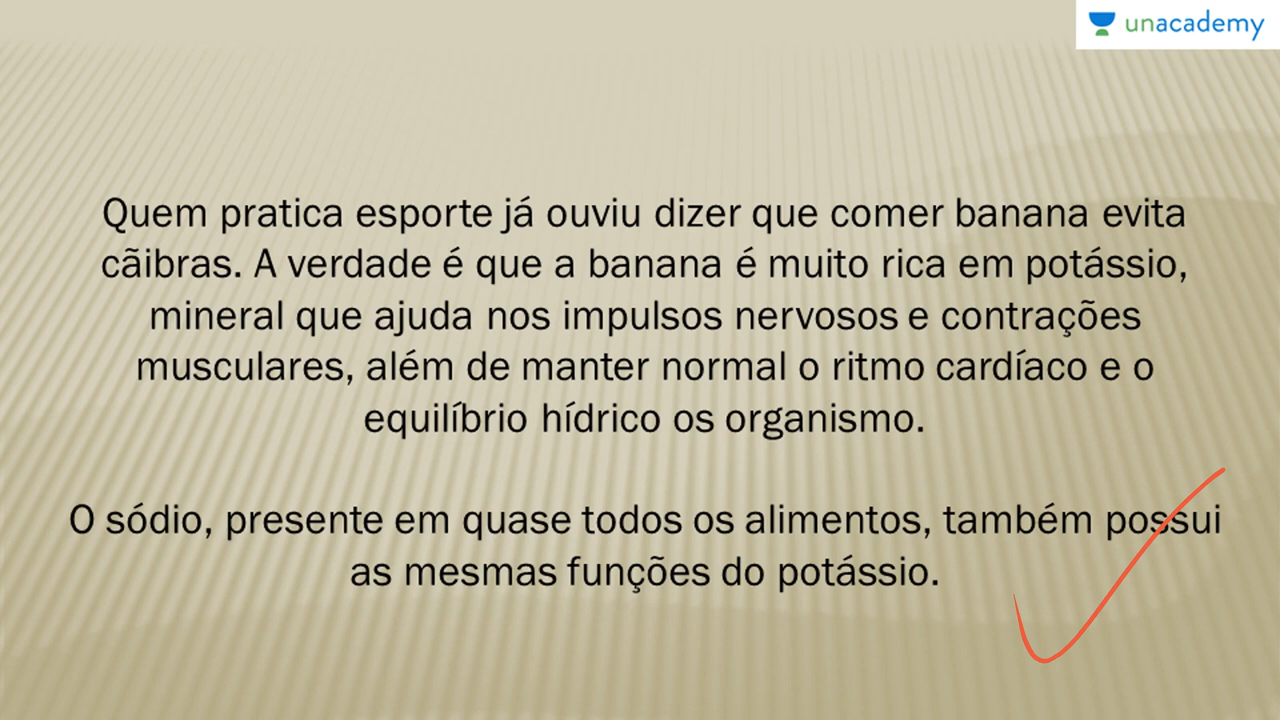 unacademy
Quem pratica esporte já ouviu dizer que comer banana evita
cãibras. A verdade é que a banana é muito rica em potássio,
mineral que ajuda nos impulsos nervosos e contrações
musculares, além de manter normal o ritmo cardíaco e o
equilíbrio hídrico os organismo.
O sódio, presente em quase todos os alimentos, também possui
as mesmas funções do potássio.